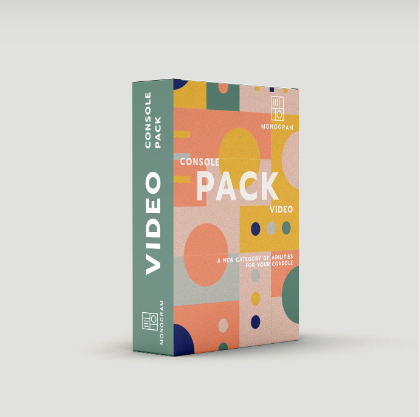 CONSOLE
PACK
VIDEO
MONOGRAM
MONOGRAM
CONSOLE
PACK
VIDEO
A NEW CATEGORY OF ABILITIES
FOR YOUR CONSOLE